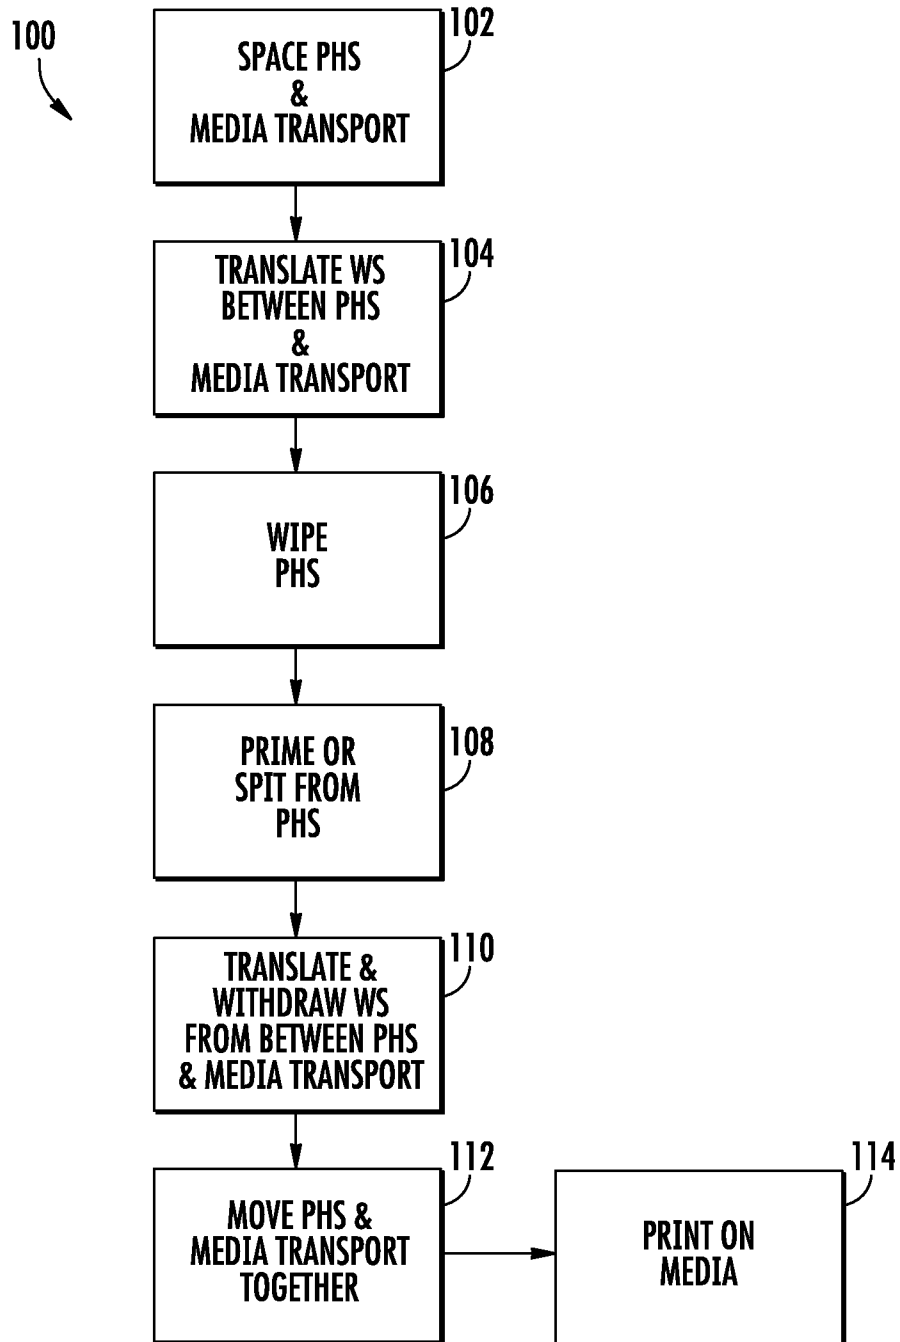 100
102
SPACE PHS
&
MEDIA TRANSPORT
104
TRANSLATE WS
BETWEEN PHS
&
MEDIA TRANSPORT
106
WIPE
PHS
108
PRIME OR
SPIT FROM
PHS
110
TRANSLATE &
WITHDRAW WS
FROM BETWEEN PHS
& MEDIA TRANSPORT
112
MOVE PHS &
MEDIA TRANSPORT
TOGETHER
114
PRINT ON
MEDIA